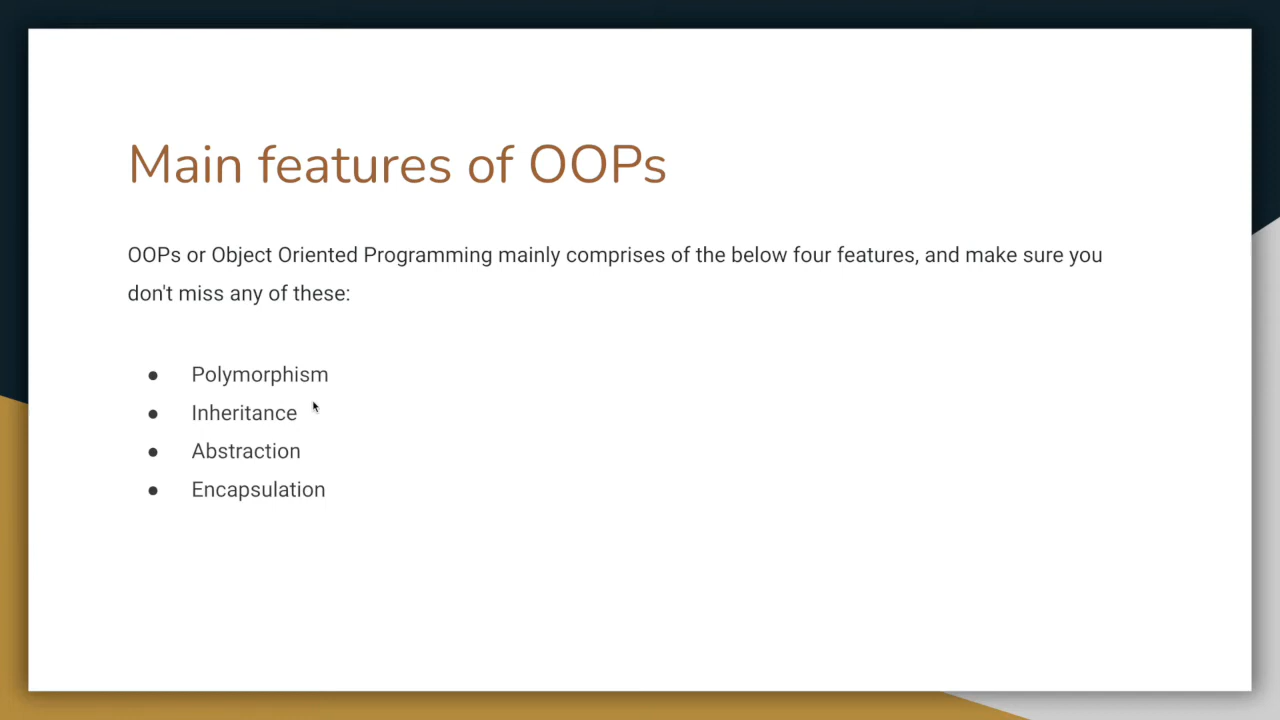 Main features of OOPs
OOPs or Object Oriented Programming mainly comprises of the below four features, and make sure you
don't miss any of these:
● Polymorphism
● Inheritance
● Abstraction
● Encapsulation